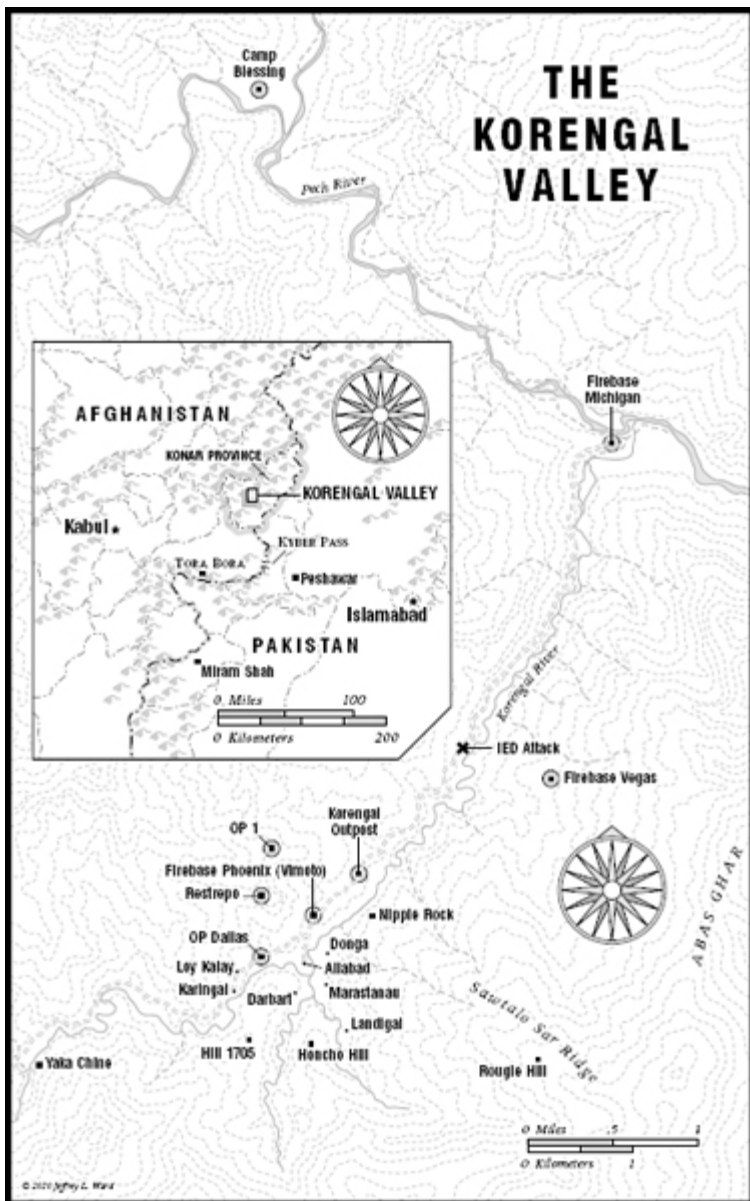 THE
KORENGAL
VALLEY
Camp
Blessing
Pech River
Firebase
Michigan
AFGHANISTAN
KONAR PROVINCE
KORENGAL VALLEY
Kabul
KYBER PASS
TORA BORA
Peshawar
Islamabad
PAKISTAN
Miram Shah
0 Miles 100
0 Kilometers 200
Korengal River
IED Attack
Firebase Vegas
Korengal
Outpost
OP 1
Firebase Phoenix (Vimoto)
Restrepo
Nipple Rock
ABAS GHAR
OP Dallas
Donga
Loy Kalay
Aliabad
Karingal
Marastanau
Darbart
Landigal
Sawtalo Sar Ridge
Hill 1705
Honcho Hill
Yaka Chine
Rougle Hill
0 Miles .5 1
0 Kilometers 1
© 2010 Jeffrey L. Ward